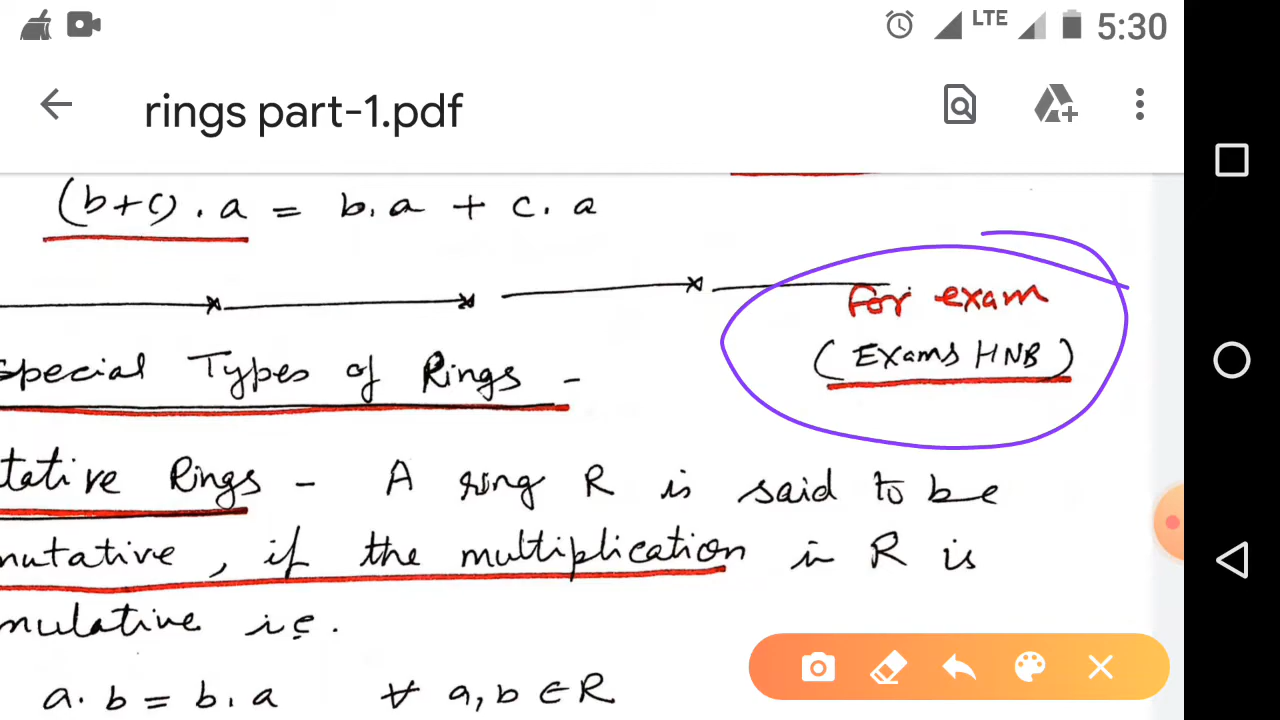 LTE 5:30
rings part-1.pdf
(b+c) . a = b . a + c . a
For exam
(Exams HNB)
special Types of Rings -
tative Rings - A ring R is said to be
mutative , if the multiplication in R is
mulative i.e.
a . b = b . a ∀ a, b ∈ R